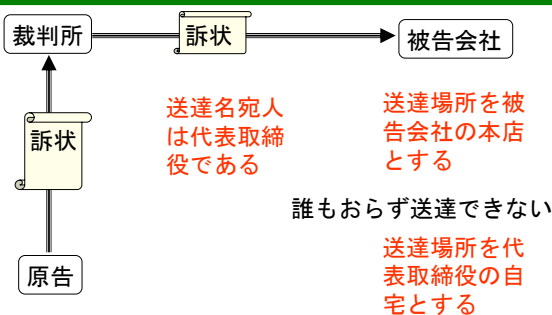 裁判所
訴状
被告会社
訴状
送達名宛人
は代表取締
役である
送達場所を被
告会社の本店
とする
誰もおらず送達できない
送達場所を代
表取締役の自
宅とする
原告